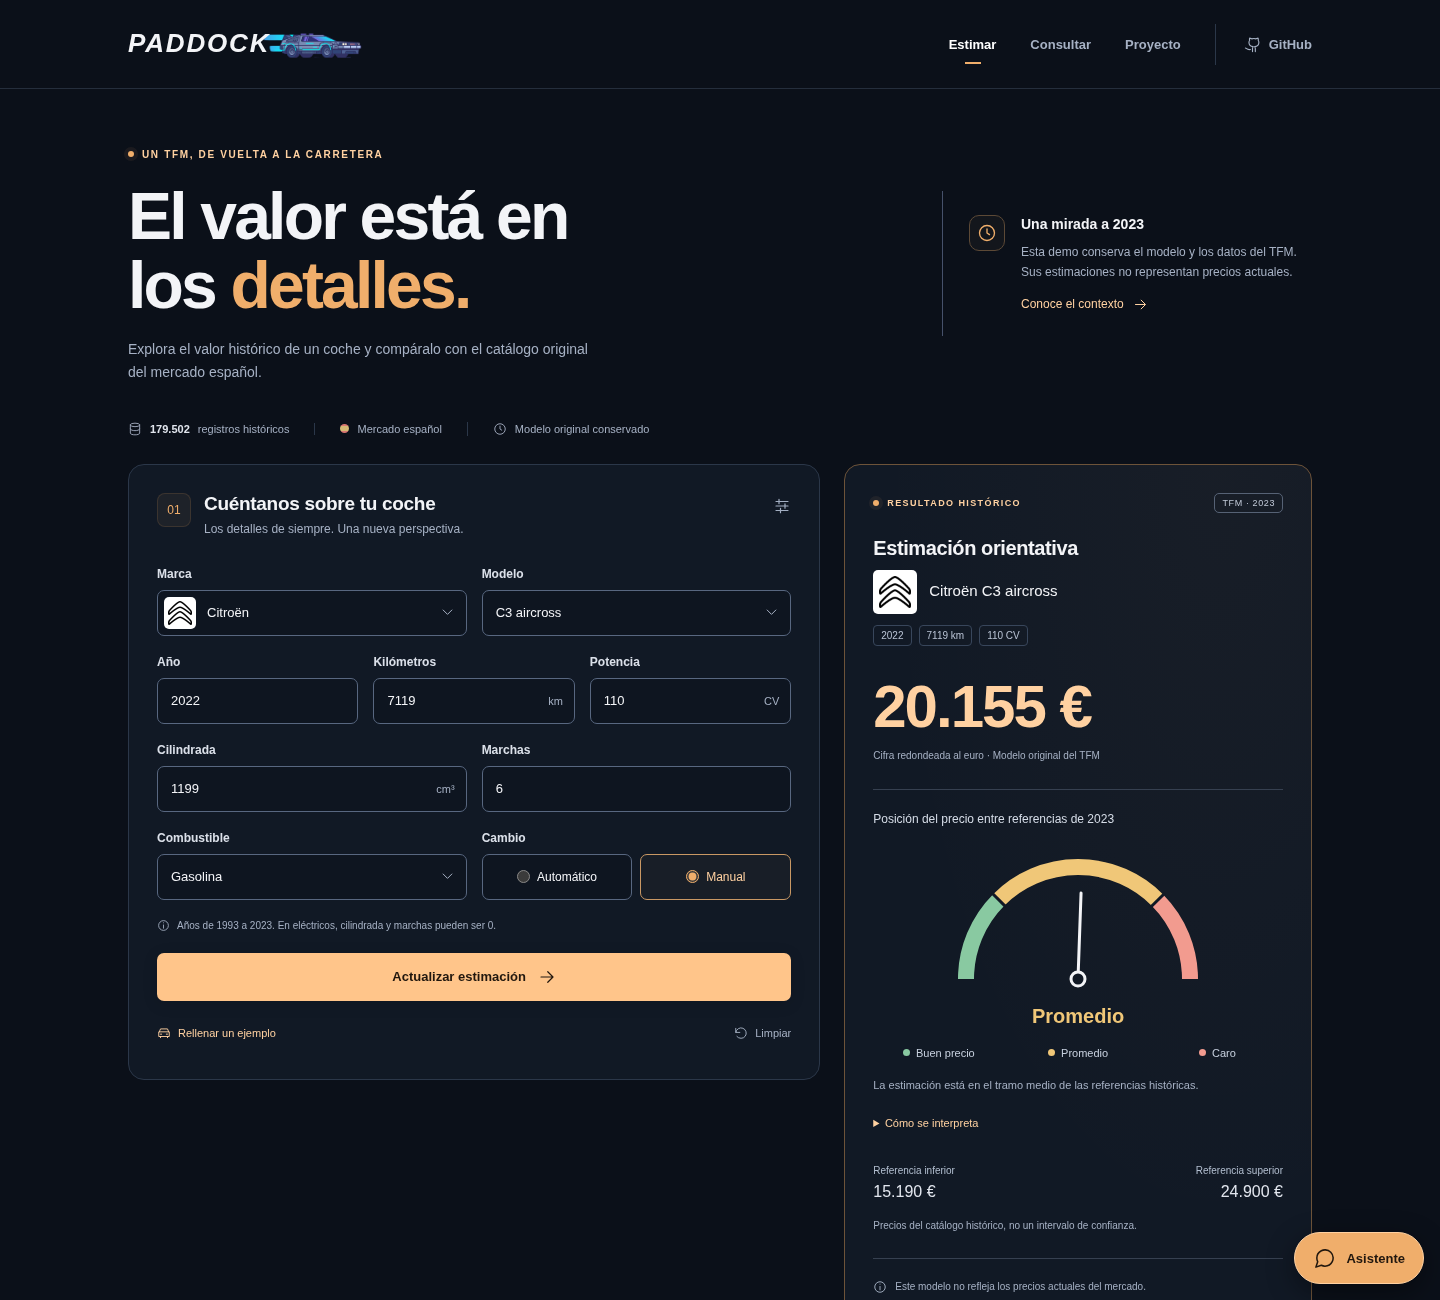 PADDOCK
Estimar
Consultar
Proyecto
GitHub
UN TFM, DE VUELTA A LA CARRETERA
El valor está en
los detalles.
Explora el valor histórico de un coche y compáralo con el catálogo original
del mercado español.
Una mirada a 2023
Esta demo conserva el modelo y los datos del TFM.
Sus estimaciones no representan precios actuales.
Conoce el contexto
179.502 registros históricos
Mercado español
Modelo original conservado
01
Cuéntanos sobre tu coche
Los detalles de siempre. Una nueva perspectiva.
Marca
Modelo
Citroën
C3 aircross
Año
Kilómetros
Potencia
2022
7119 km
110 CV
Cilindrada
Marchas
1199 cm³
6
Combustible
Cambio
Gasolina
Automático
Manual
Años de 1993 a 2023. En eléctricos, cilindrada y marchas pueden ser 0.
Actualizar estimación
Rellenar un ejemplo
Limpiar
RESULTADO HISTÓRICO
TFM · 2023
Estimación orientativa
Citroën C3 aircross
2022
7119 km
110 CV
20.155 €
Cifra redondeada al euro · Modelo original del TFM
Posición del precio entre referencias de 2023
Promedio
Buen precio
Promedio
Caro
La estimación está en el tramo medio de las referencias históricas.
Cómo se interpreta
Referencia inferior
Referencia superior
15.190 €
24.900 €
Precios del catálogo histórico, no un intervalo de confianza.
Este modelo no refleja los precios actuales del mercado.
Asistente